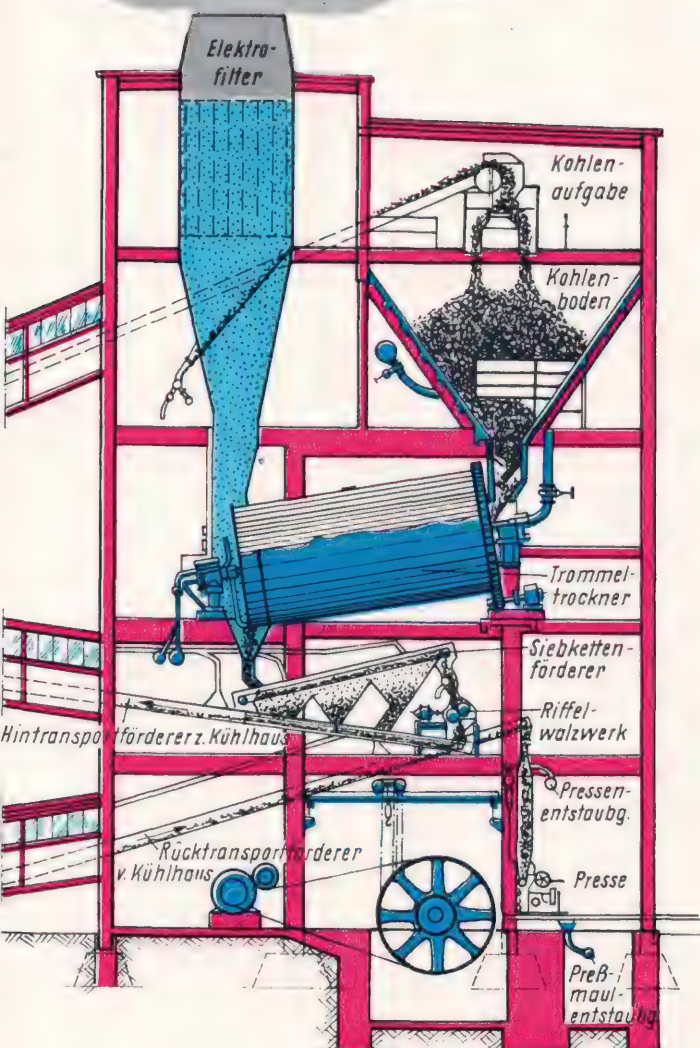 Elektro-
filter
Kohlen-
aufgabe
Kohlen-
boden
Trommel-
trockner
Siebketten-
förderer
Riffel-
walzwerk
Hintransportförderer z. Kühlhaus
Pressen-
entstaubg.
Rücktransportförderer
v. Kühlhaus
Presse
Preß-
maul-
entstaubg.